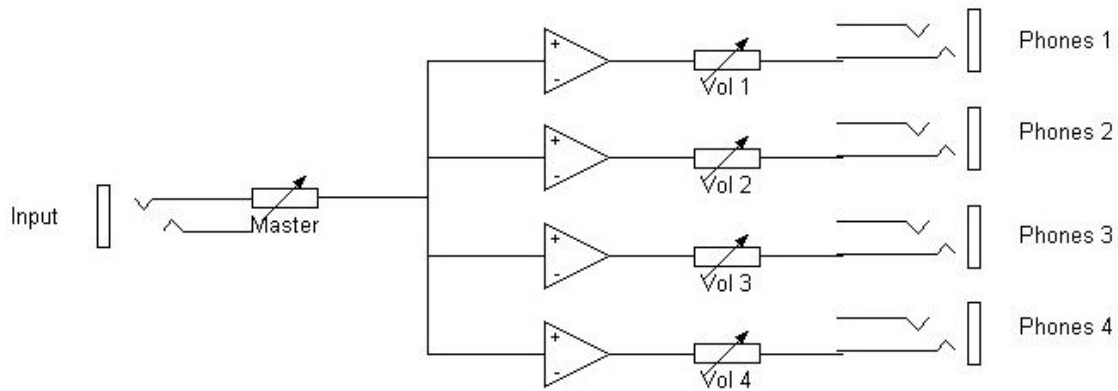 +
-
Vol 1
Phones 1
+
-
Vol 2
Phones 2
Input
Master
+
-
Vol 3
Phones 3
+
-
Vol 4
Phones 4